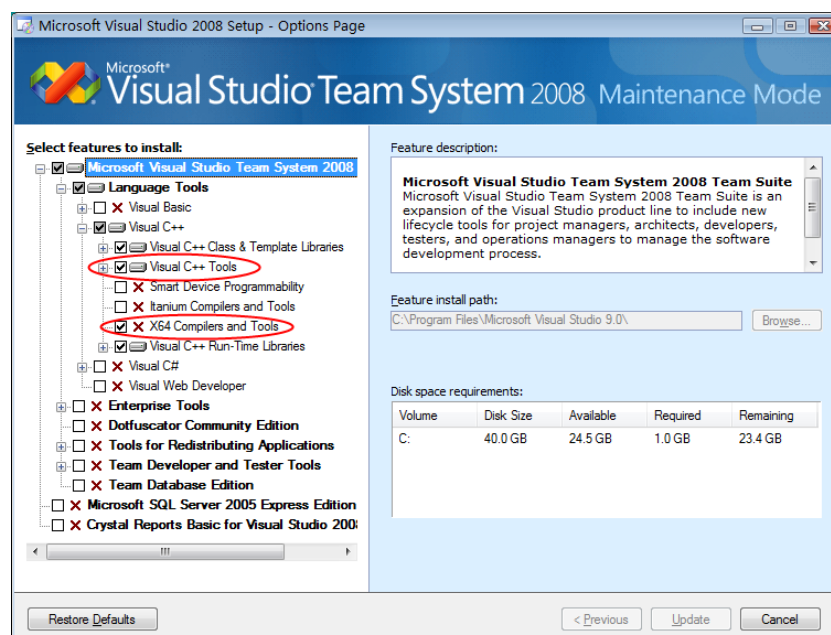 Microsoft Visual Studio 2008 Setup - Options Page
Microsoft®
Visual Studio Team System 2008 Maintenance Mode
Select features to install:
Microsoft Visual Studio Team System 2008
Language Tools
Visual Basic
Visual C++
Visual C++ Class & Template Libraries
Visual C++ Tools
Smart Device Programmability
Itanium Compilers and Tools
X64 Compilers and Tools
Visual C++ Run-Time Libraries
Visual C#
Visual Web Developer
Enterprise Tools
Dotfuscator Community Edition
Tools for Redistributing Applications
Team Developer and Tester Tools
Team Database Edition
Microsoft SQL Server 2005 Express Edition
Crystal Reports Basic for Visual Studio 200
Feature description:
Microsoft Visual Studio Team System 2008 Team Suite
Microsoft Visual Studio Team System 2008 Team Suite is an
expansion of the Visual Studio product line to include new
lifecycle tools for project managers, architects, developers,
testers, and operations managers to manage the software
development process.
Feature install path:
C:\Program Files\Microsoft Visual Studio 9.0\
Browse...
Disk space requirements:
Volume Disk Size Available Required Remaining
C: 40.0 GB 24.5 GB 1.0 GB 23.4 GB
Restore Defaults
< Previous
Update
Cancel